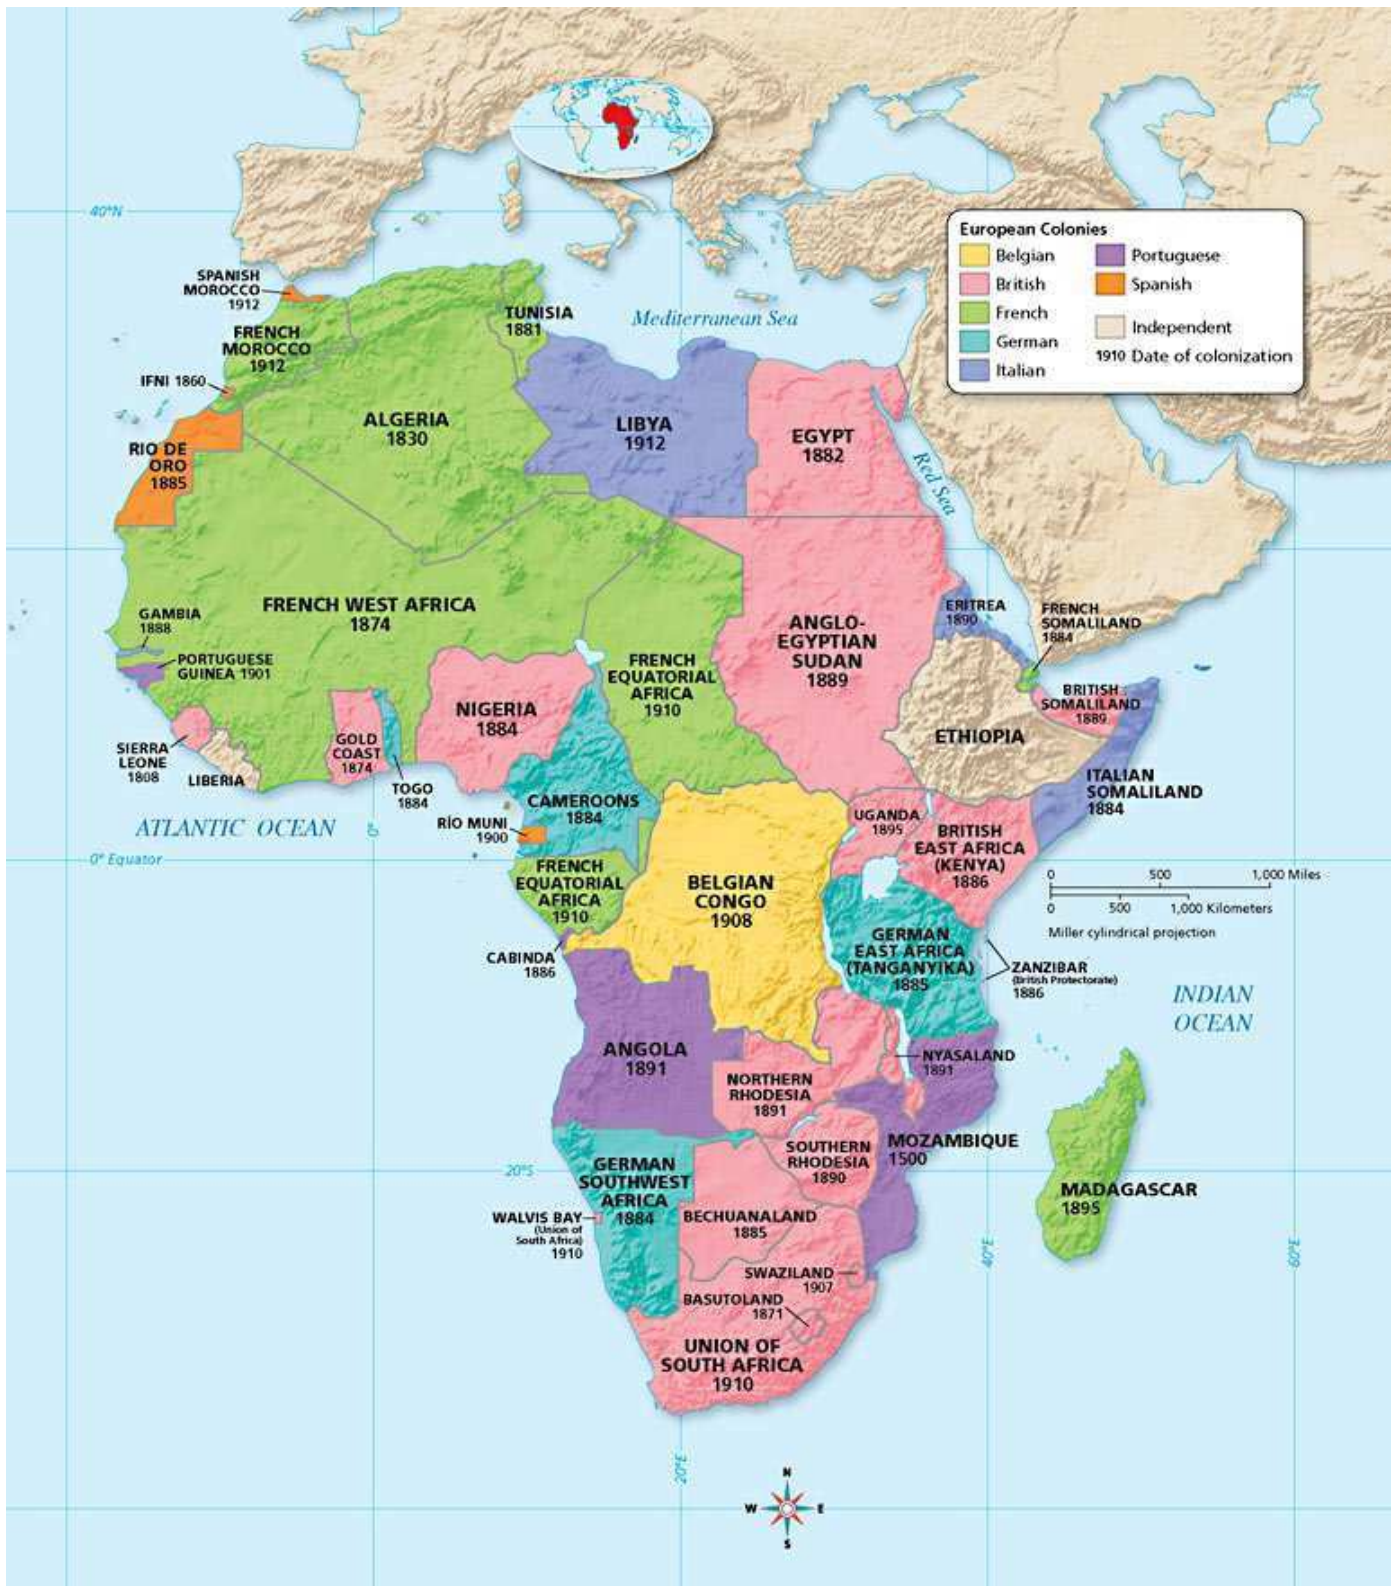 40°N
European Colonies
Belgian
British
French
German
Italian
Portuguese
Spanish
Independent
1910 Date of colonization
SPANISH
MOROCCO
1912
FRENCH
MOROCCO
1912
IFNI 1860
TUNISIA
1881
Mediterranean Sea
ALGERIA
1830
LIBYA
1912
EGYPT
1882
Red Sea
RIO DE
ORO
1885
FRENCH WEST AFRICA
1874
GAMBIA
1888
PORTUGUESE
GUINEA 1901
SIERRA
LEONE
1808
LIBERIA
GOLD
COAST
1874
TOGO
1884
NIGERIA
1884
FRENCH
EQUATORIAL
AFRICA
1910
ANGLO-
EGYPTIAN
SUDAN
1889
ERITREA
1890
FRENCH
SOMALILAND
1884
BRITISH
SOMALILAND
1889
ETHIOPIA
ITALIAN
SOMALILAND
1884
ATLANTIC OCEAN
0°
0° Equator
CAMEROONS
1884
RÍO MUNI
1900
FRENCH
EQUATORIAL
AFRICA
1910
CABINDA
1886
BELGIAN
CONGO
1908
UGANDA
1895
BRITISH
EAST AFRICA
(KENYA)
1886
0 500 1,000 Miles
0 500 1,000 Kilometers
Miller cylindrical projection
GERMAN
EAST AFRICA
(TANGANYIKA)
1885
ZANZIBAR
(British Protectorate)
1886
INDIAN
OCEAN
ANGOLA
1891
NORTHERN
RHODESIA
1891
NYASALAND
1891
MOZAMBIQUE
1500
SOUTHERN
RHODESIA
1890
20°S
GERMAN
SOUTHWEST
AFRICA
1884
WALVIS BAY
(Union of
South Africa)
1910
BECHUANALAND
1885
MADAGASCAR
1895
SWAZILAND
1907
BASUTOLAND
1871
UNION OF
SOUTH AFRICA
1910
20°E
40°E
60°E
N
W E
S